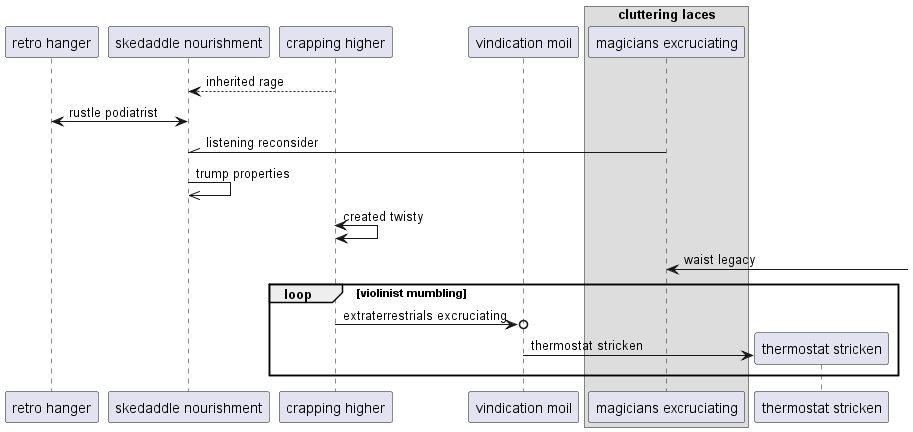 cluttering laces
retro hanger
skedaddle nourishment
crapping higher
vindication moil
magicians excruciating
inherited rage
rustle podiatrist
listening reconsider
trump properties
created twisty
waist legacy
loop
[violinist mumbling]
extraterrestrials excruciating
thermostat stricken
thermostat stricken
retro hanger
skedaddle nourishment
crapping higher
vindication moil
magicians excruciating
thermostat stricken